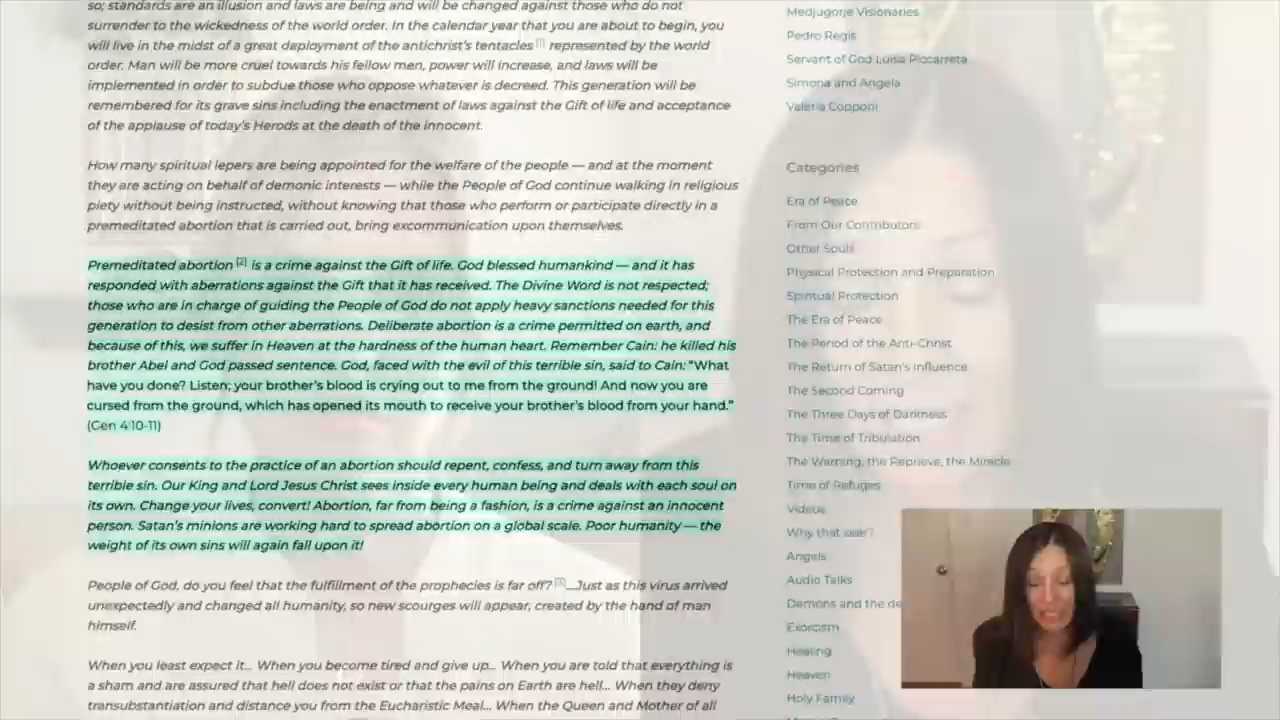 so; standards are an illusion and laws are being and will be changed against those who do not
surrender to the wickedness of the world order. In the calendar year that you are about to begin, you
will live in the midst of a great deployment of the antichrist's tentacles [1] represented by the world
order. Man will be more cruel towards his fellow men, power will increase, and laws will be
implemented in order to subdue those who oppose whatever is decreed. This generation will be
remembered for its grave sins including the enactment of laws against the Gift of life and acceptance
of the applause of today's Herods at the death of the innocent.
How many spiritual lepers are being appointed for the welfare of the people — and at the moment
they are acting on behalf of demonic interests — while the People of God continue walking in religious
piety without being instructed, without knowing that those who perform or participate directly in a
premeditated abortion that is carried out, bring excommunication upon themselves.
Premeditated abortion [2] is a crime against the Gift of life. God blessed humankind — and it has
responded with aberrations against the Gift that it has received. The Divine Word is not respected;
those who are in charge of guiding the People of God do not apply heavy sanctions needed for this
generation to desist from other aberrations. Deliberate abortion is a crime permitted on earth, and
because of this, we suffer in Heaven at the hardness of the human heart. Remember Cain: he killed his
brother Abel and God passed sentence. God, faced with the evil of this terrible sin, said to Cain: "What
have you done? Listen; your brother's blood is crying out to me from the ground! And now you are
cursed from the ground, which has opened its mouth to receive your brother's blood from your hand."
(Gen 4:10-11)
Whoever consents to the practice of an abortion should repent, confess, and turn away from this
terrible sin. Our King and Lord Jesus Christ sees inside every human being and deals with each soul on
its own. Change your lives, convert! Abortion, far from being a fashion, is a crime against an innocent
person. Satan's minions are working hard to spread abortion on a global scale. Poor humanity — the
weight of its own sins will again fall upon it!
People of God, do you feel that the fulfillment of the prophecies is far off? [3] Just as this virus arrived
unexpectedly and changed all humanity, so new scourges will appear, created by the hand of man
himself.
When you least expect it... When you become tired and give up... When you are told that everything is
a sham and are assured that hell does not exist or that the pains on Earth are hell... When they deny
transubstantiation and distance you from the Eucharistic Meal... When the Queen and Mother of all
Medjugorje Visionaries
Pedro Regis
Servant of God Luisa Piccarreta
Simona and Angela
Valeria Copponi
Categories
Era of Peace
From Our Contributors
Other Souls
Physical Protection and Preparation
Spiritual Protection
The Era of Peace
The Period of the Anti-Christ
The Return of Satan's Influence
The Second Coming
The Three Days of Darkness
The Time of Tribulation
The Warning, the Reprieve, the Miracle
Time of Refuges
Videos
Why that seer?
Angels
Audio Talks
Demons and the de
Exorcism
Healing
Heaven
Holy Family